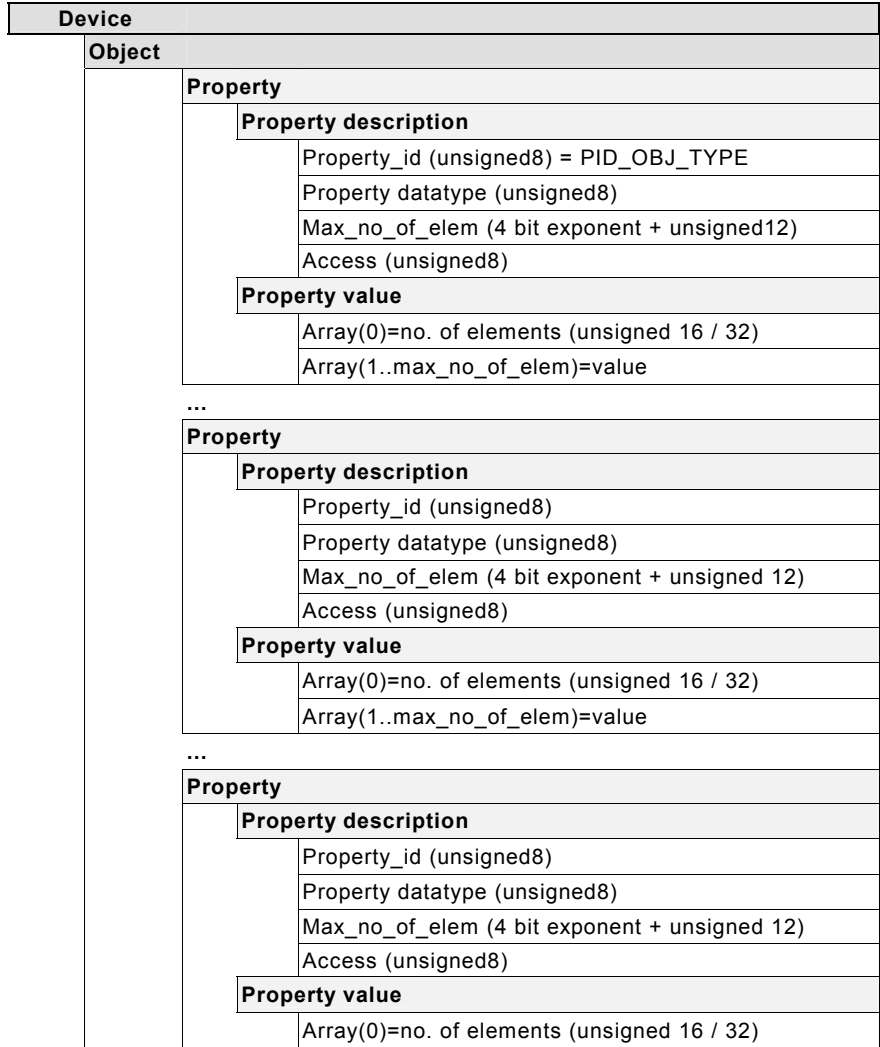 Device
Object
Property
Property description
Property_id (unsigned8) = PID_OBJ_TYPE
Property datatype (unsigned8)
Max_no_of_elem (4 bit exponent + unsigned12)
Access (unsigned8)
Property value
Array(0)=no. of elements (unsigned 16 / 32)
Array(1..max_no_of_elem)=value
...
Property
Property description
Property_id (unsigned8)
Property datatype (unsigned8)
Max_no_of_elem (4 bit exponent + unsigned 12)
Access (unsigned8)
Property value
Array(0)=no. of elements (unsigned 16 / 32)
Array(1..max_no_of_elem)=value
...
Property
Property description
Property_id (unsigned8)
Property datatype (unsigned8)
Max_no_of_elem (4 bit exponent + unsigned 12)
Access (unsigned8)
Property value
Array(0)=no. of elements (unsigned 16 / 32)